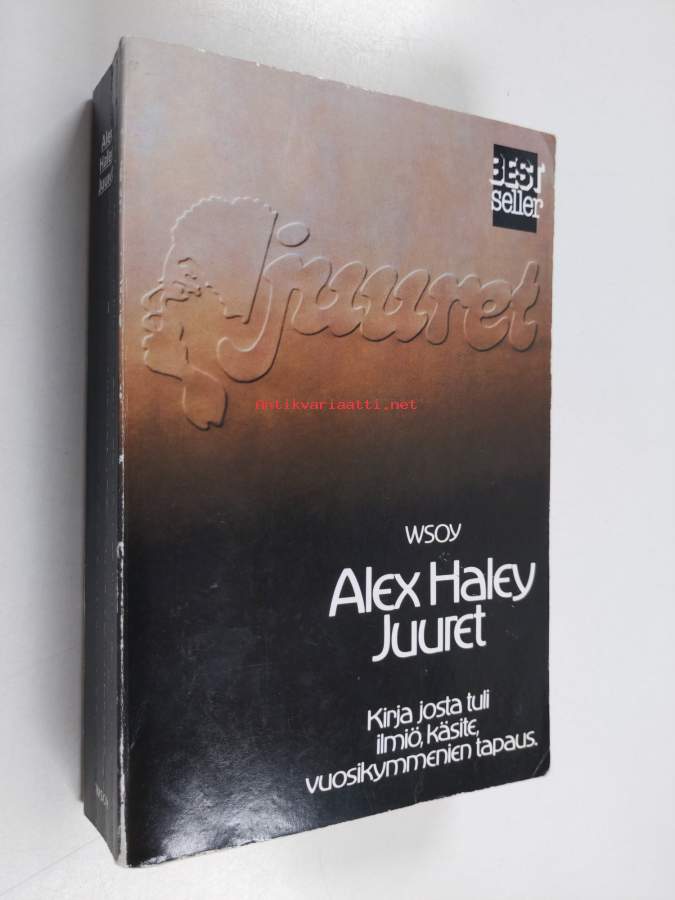 Alex
Haley
Juuret
BEST
seller
juuret
Antikvariaatti.net
WSOY
Alex Haley
Juuret
Kirja josta tuli
ilmiö, käsite,
vuosikymmenien tapaus.
WSOY